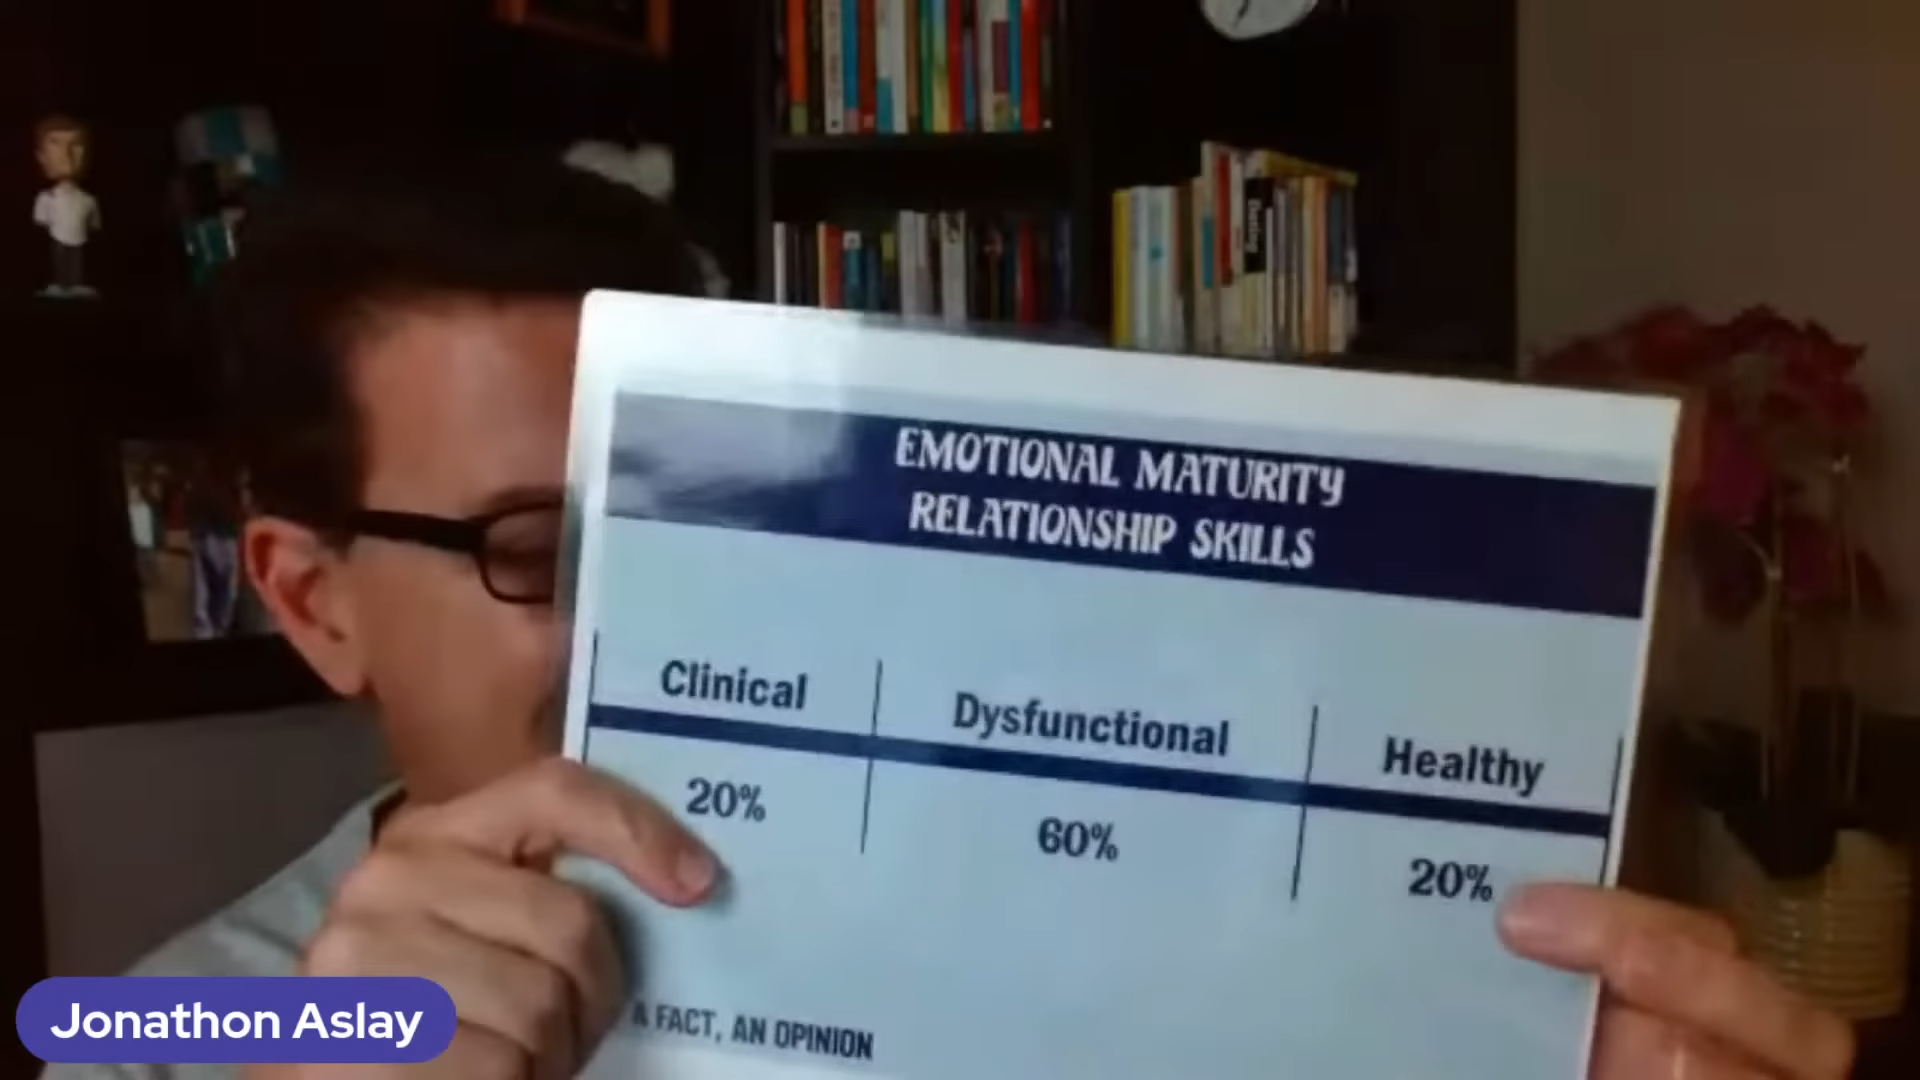 EMOTIONAL MATURITY
RELATIONSHIP SKILLS
Clinical Dysfunctional Healthy
20% 60% 20%
A FACT, AN OPINION
Jonathon Aslay